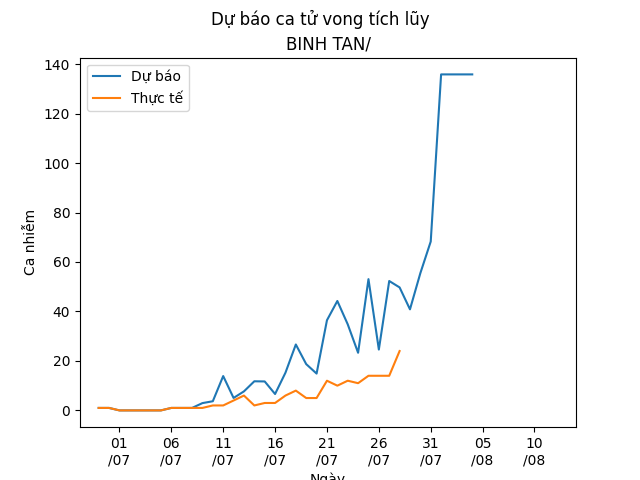 Dự báo ca tử vong tích lũy
BINH TAN/
Dự báo
Thực tế
Ca nhiễm
140
120
100
80
60
40
20
0
01 06 11 16 21 26 31 05 10
/07 /07 /07 /07 /07 /07 /07 /08 /08
Ngày